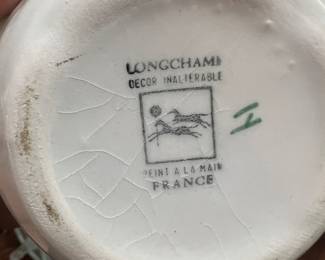 LONGCHAMP
DECOR INALTERABLE
PEINT A LA MAIN
FRANCE